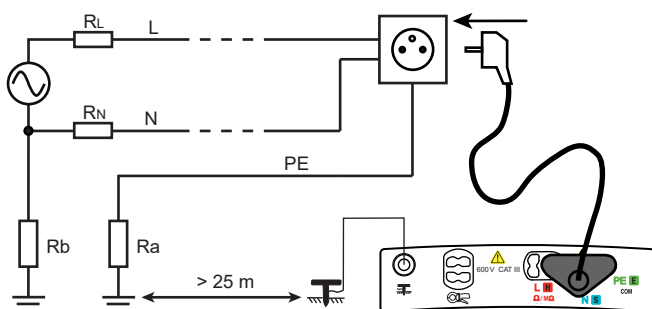 RL L
RN N
PE
Rb Ra
> 25 m
600V CAT III
L H
Ω/MΩ
N S
PE E
COM